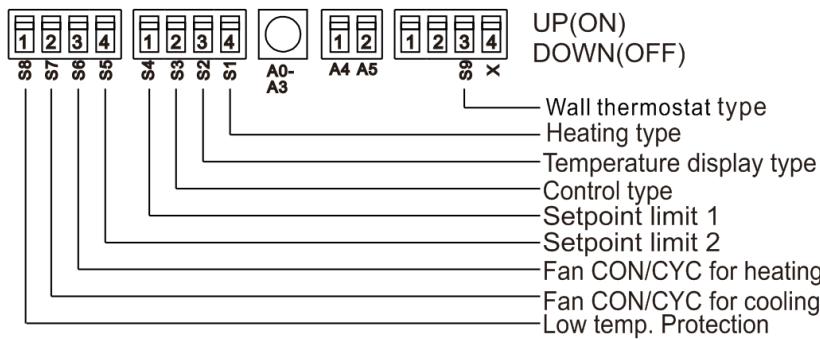 UP(ON)
DOWN(OFF)
1 2 3 4
1 2 3 4
1 2
1 2 3 4
S8 S7 S6 S5
S4 S3 S2 S1
A0-
A3
A4 A5
S9 X
Wall thermostat type
Heating type
Temperature display type
Control type
Setpoint limit 1
Setpoint limit 2
Fan CON/CYC for heating
Fan CON/CYC for cooling
Low temp. Protection